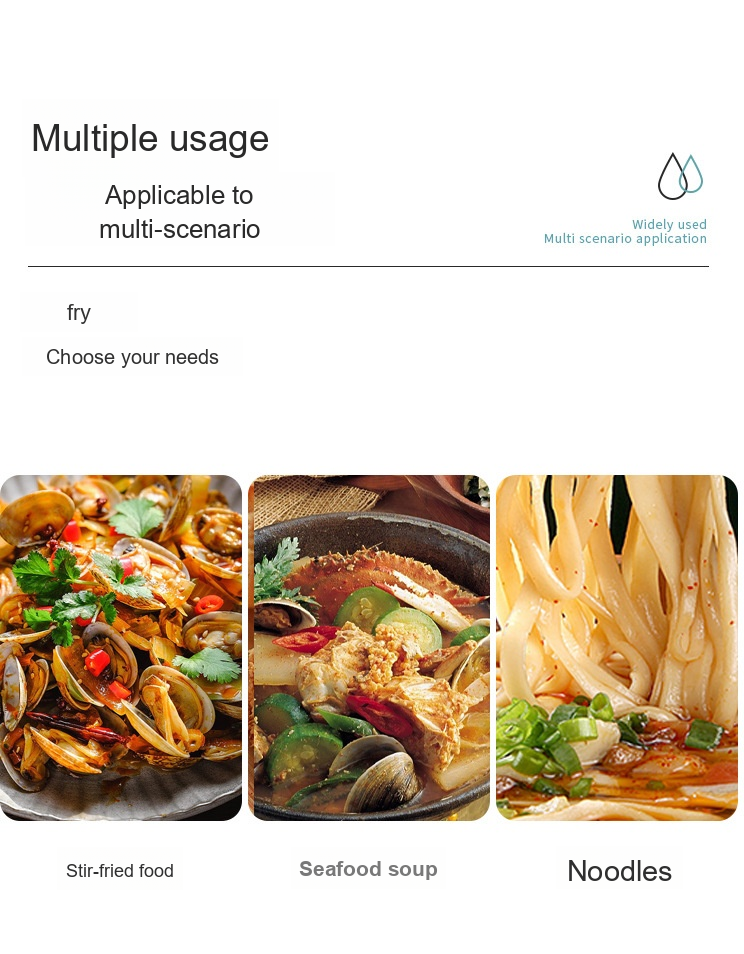 Multiple usage
Applicable to
multi-scenario
Widely used
Multi scenario application
fry
Choose your needs
Stir-fried food
Seafood soup
Noodles